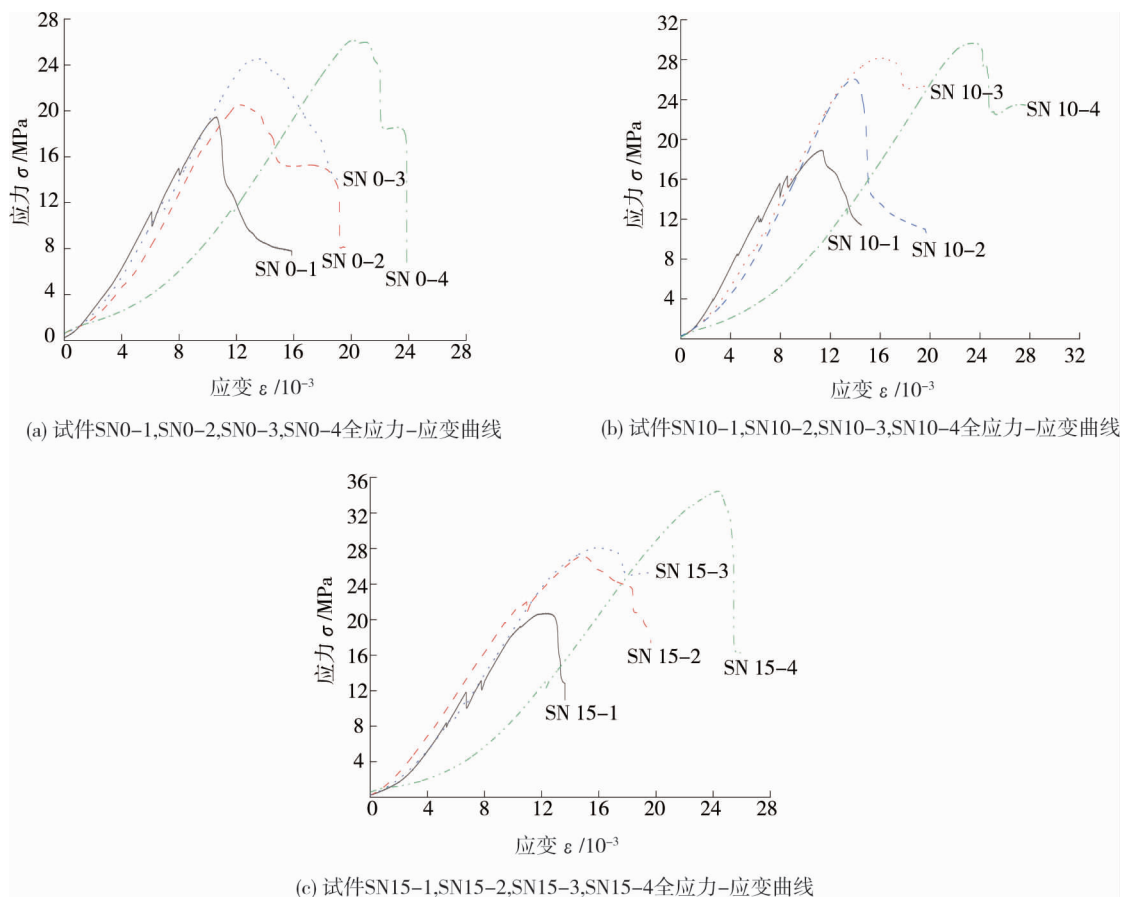 应力 σ /MPa
28
24
20
16
12
8
4
0
SN 0-1
SN 0-2
SN 0-3
SN 0-4
0 4 8 12 16 20 24 28
应变 ε /10⁻³
(a) 试件SN0-1,SN0-2,SN0-3,SN0-4全应力-应变曲线
应力 σ /MPa
32
28
24
20
16
12
8
4
SN 10-3
SN 10-4
SN 10-1
SN 10-2
0 4 8 12 16 20 24 28 32
应变 ε /10⁻³
(b) 试件SN10-1,SN10-2,SN10-3,SN10-4全应力-应变曲线
应力 σ /MPa
36
32
28
24
20
16
12
8
4
SN 15-3
SN 15-2
SN 15-4
SN 15-1
0 4 8 12 16 20 24 28
应变 ε /10⁻³
(c) 试件SN15-1,SN15-2,SN15-3,SN15-4全应力-应变曲线